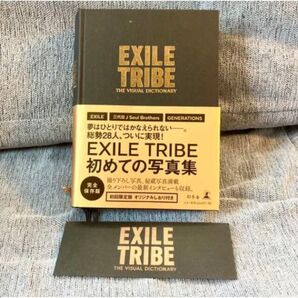 EXILE
TRIBE
THE VISUAL DICTIONARY
EXILE
三代目 J Soul Brothers
GENERATIONS
夢はひとりではかなえられない——。
総勢28人、ついに実現!
EXILE TRIBE
初めての写真集
完全
保存版
撮り下ろし写真、秘蔵写真満載
全メンバーの最新インタビューも収録。
初回限定版 オリジナルしおり付き
幻冬舎
EXILE
TRIBE
THE VISUAL DICTIONARY